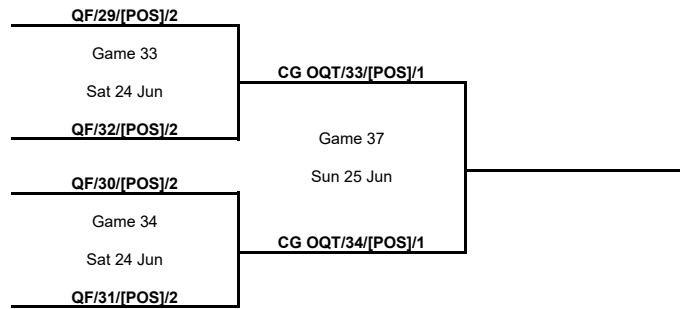 QF/29/[POS]/2
Game 33
Sat 24 Jun
QF/32/[POS]/2
CG OQT/33/[POS]/1
Game 37
Sun 25 Jun
QF/30/[POS]/2
Game 34
Sat 24 Jun
QF/31/[POS]/2
CG OQT/34/[POS]/1